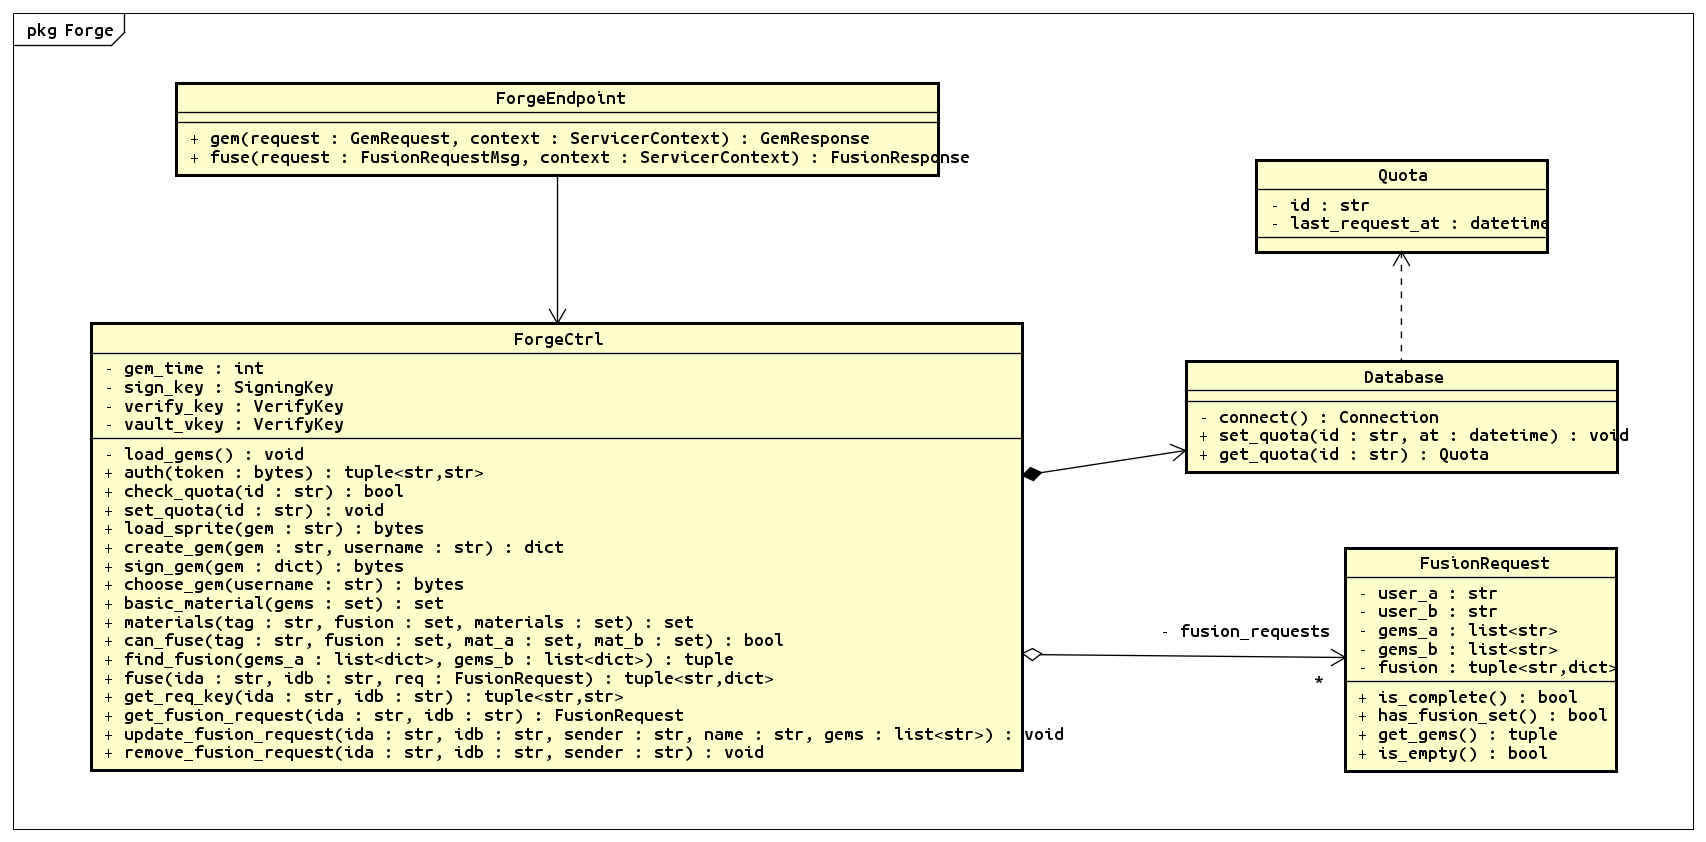 pkg Forge
ForgeEndpoint
+ gem(request : GemRequest, context : ServicerContext) : GemResponse
+ fuse(request : FusionRequestMsg, context : ServicerContext) : FusionResponse
Quota
- id : str
- last_request_at : datetime
ForgeCtrl
- gem_time : int
- sign_key : SigningKey
- verify_key : VerifyKey
- vault_vkey : VerifyKey
- load_gems() : void
+ auth(token : bytes) : tuple<str,str>
+ check_quota(id : str) : bool
+ set_quota(id : str) : void
+ load_sprite(gem : str) : bytes
+ create_gem(gem : str, username : str) : dict
+ sign_gem(gem : dict) : bytes
+ choose_gem(username : str) : bytes
+ basic_material(gems : set) : set
+ materials(tag : str, fusion : set, materials : set) : set
+ can_fuse(tag : str, fusion : set, mat_a : set, mat_b : set) : bool
+ find_fusion(gems_a : list<dict>, gems_b : list<dict>) : tuple
+ fuse(ida : str, idb : str, req : FusionRequest) : tuple<str,dict>
+ get_req_key(ida : str, idb : str) : tuple<str,str>
+ get_fusion_request(ida : str, idb : str) : FusionRequest
+ update_fusion_request(ida : str, idb : str, sender : str, name : str, gems : list<str>) : void
+ remove_fusion_request(ida : str, idb : str, sender : str) : void
Database
- connect() : Connection
+ set_quota(id : str, at : datetime) : void
+ get_quota(id : str) : Quota
- fusion_requests
*
FusionRequest
- user_a : str
- user_b : str
- gems_a : list<str>
- gems_b : list<str>
- fusion : tuple<str,dict>
+ is_complete() : bool
+ has_fusion_set() : bool
+ get_gems() : tuple
+ is_empty() : bool